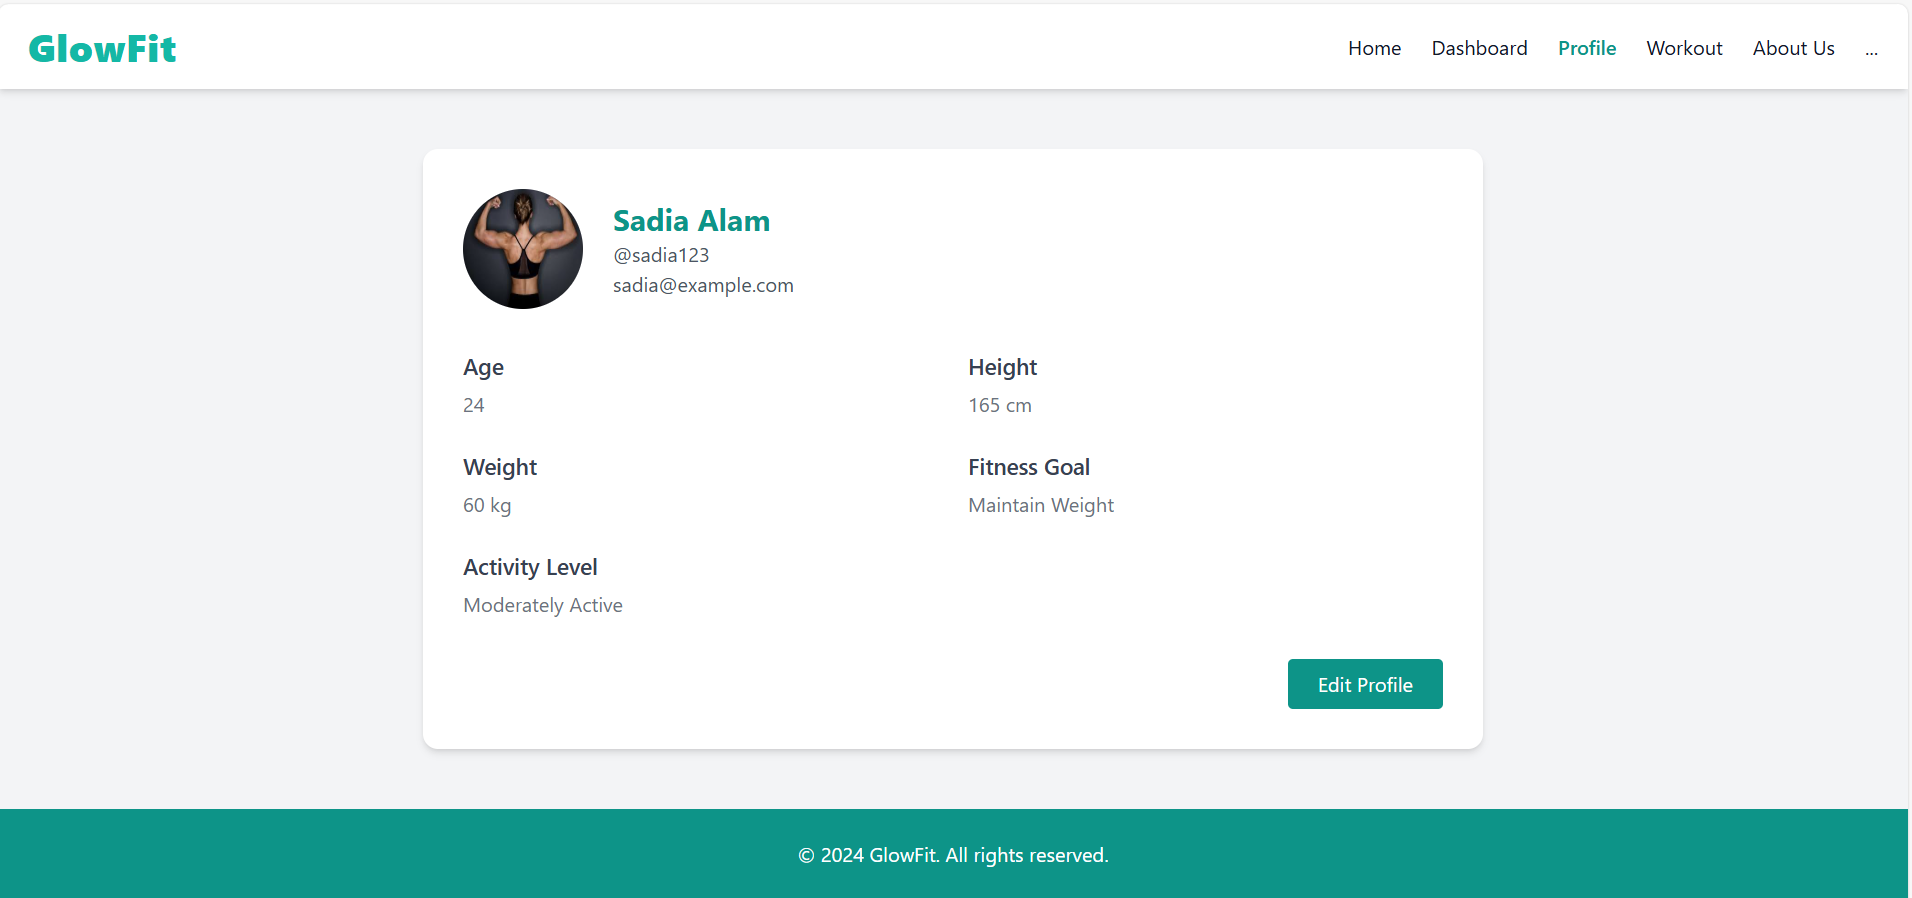 GlowFit
Home Dashboard Profile Workout About Us ...
Sadia Alam
@sadia123
sadia@example.com
Age
24
Height
165 cm
Weight
60 kg
Fitness Goal
Maintain Weight
Activity Level
Moderately Active
Edit Profile
© 2024 GlowFit. All rights reserved.